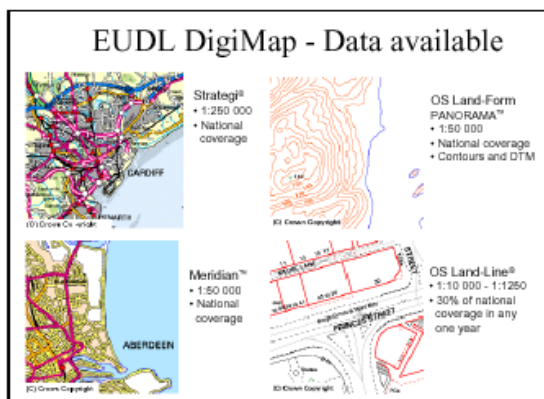 EUDL DigiMap - Data available
Strategi®
• 1:250 000
• National
coverage
CARDIFF
(C) Crown Copyright
OS Land-Form
PANORAMA™
• 1:50 000
• National
coverage
• Contours and DTM
(C) Crown Copyright
Meridian™
• 1:50 000
• National
coverage
ABERDEEN
(C) Crown Copyright
OS Land-Line®
• 1:10 000 - 1:1250
• 30% of national
coverage in any
one year
STREET
PRINCES STREET
(C) Crown Copyright